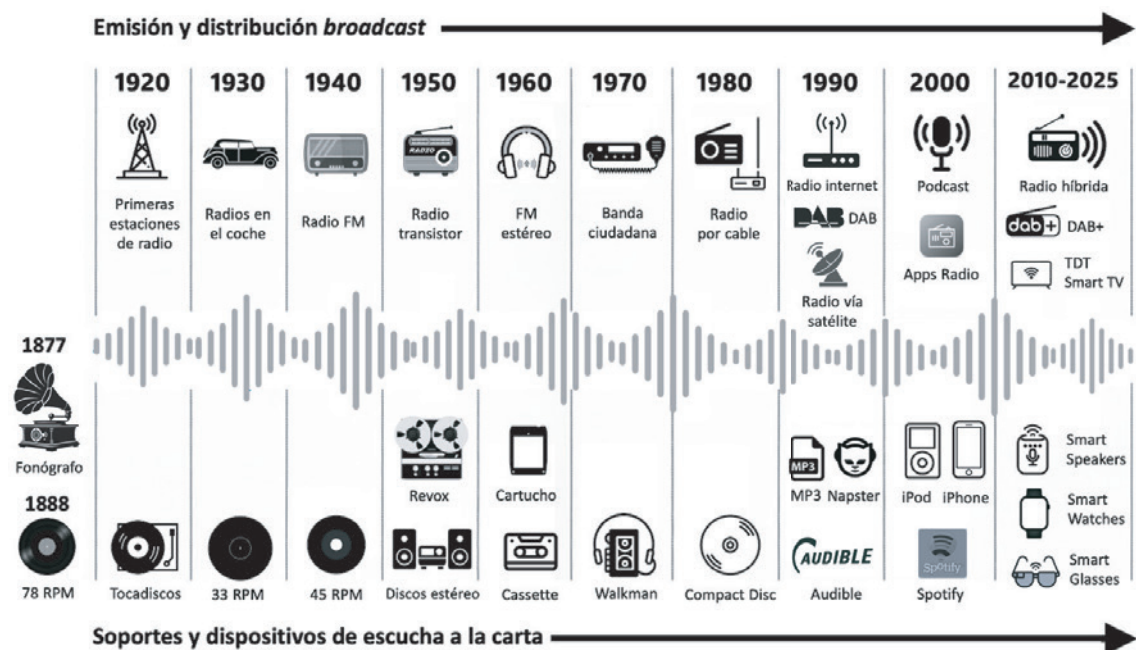 Emisión y distribución broadcast
1920
1930
1940
1950
1960
1970
1980
1990
2000
2010-2025
Primeras
estaciones
de radio
Radios en
el coche
Radio FM
RADIO
Radio
transistor
FM
estéreo
Banda
ciudadana
Radio
por cable
Radio internet
DAB DAB
Radio vía
satélite
Podcast
Apps Radio
Radio híbrida
dab+ DAB+
TDT
Smart TV
1877
Fonógrafo
1888
78 RPM
Tocadiscos
33 RPM
45 RPM
Revox
Discos estéreo
Cartucho
Cassette
Walkman
Compact Disc
MP3
MP3 Napster
AUDIBLE
Audible
iPod iPhone
Spotify
Spotify
Smart
Speakers
Smart
Watches
Smart
Glasses
Soportes y dispositivos de escucha a la carta